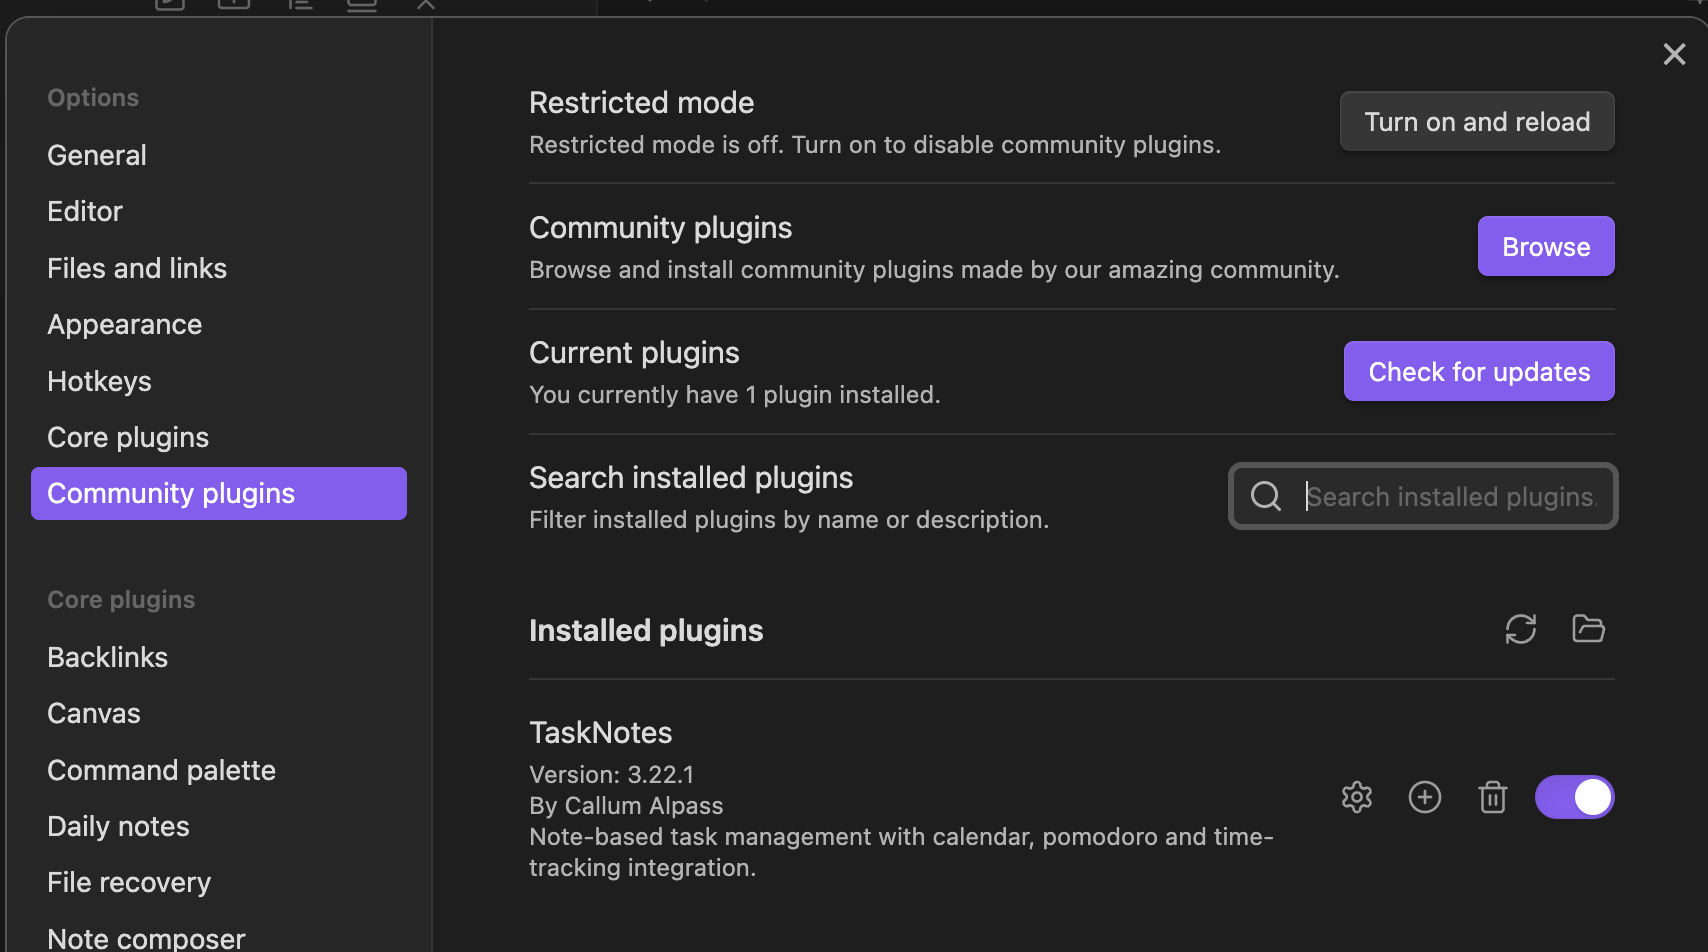 Options
General
Editor
Files and links
Appearance
Hotkeys
Core plugins
Community plugins
Core plugins
Backlinks
Canvas
Command palette
Daily notes
File recovery
Note composer
Restricted mode
Restricted mode is off. Turn on to disable community plugins.
Turn on and reload
Community plugins
Browse and install community plugins made by our amazing community.
Browse
Current plugins
You currently have 1 plugin installed.
Check for updates
Search installed plugins
Filter installed plugins by name or description.
Search installed plugins.
Installed plugins
TaskNotes
Version: 3.22.1
By Callum Alpass
Note-based task management with calendar, pomodoro and time-
tracking integration.